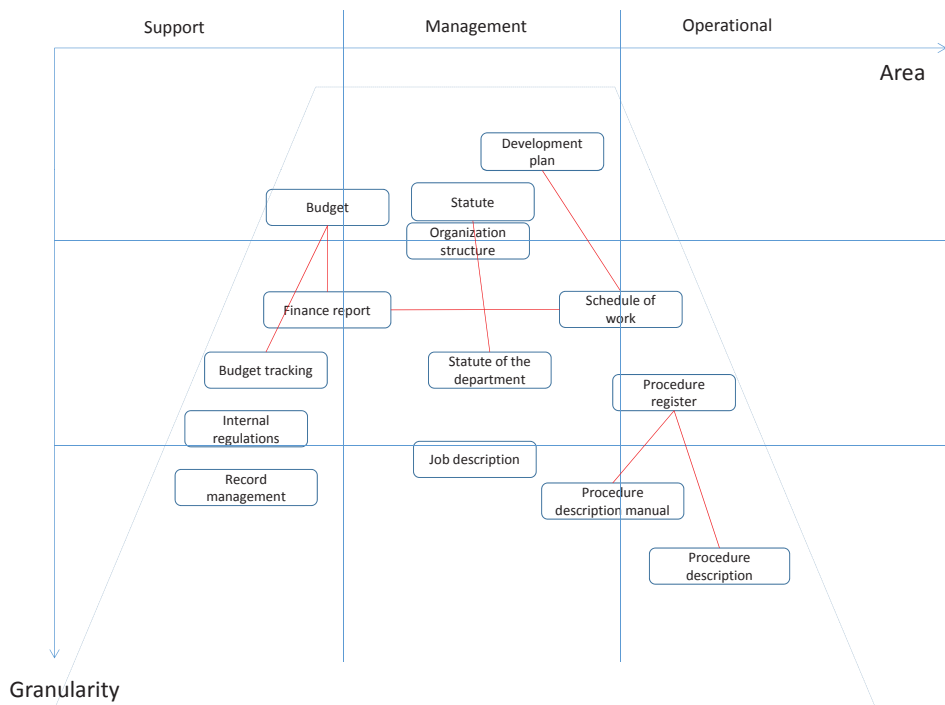 Support
Management
Operational
Area
Development
plan
Budget
Statute
Organization
structure
Finance report
Schedule of
work
Budget tracking
Statute of the
department
Procedure
register
Internal
regulations
Job description
Record
management
Procedure
description manual
Procedure
description
Granularity